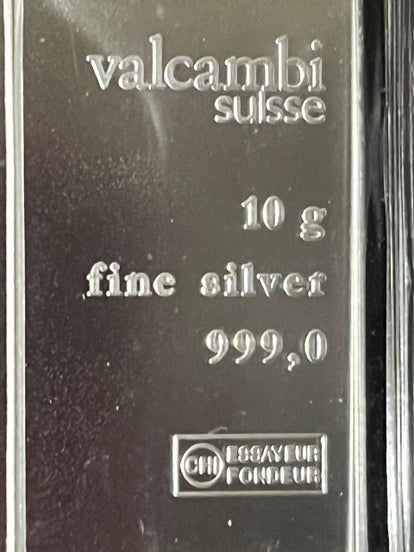 valcambi
suisse
10 g
fine silver
999,0
CHI ESSAYEUR
FONDEUR